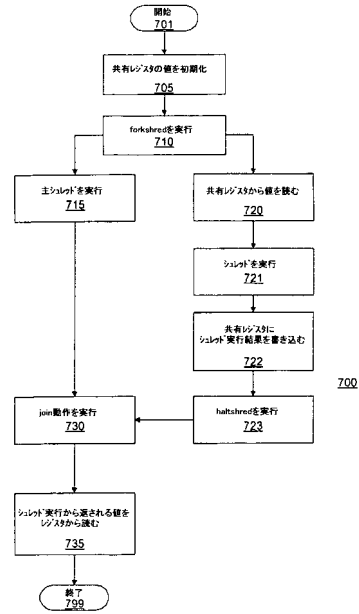 開始
701
共有レジスタの値を初期化
705
forkshredを実行
710
主シュレッドを実行
715
共有レジスタから値を読む
720
シュレッドを実行
721
共有レジスタに
シュレッド実行結果を書き込む
722
700
join動作を実行
730
haltshredを実行
723
シュレッド実行から返される値を
レジスタから読む
735
終了
799